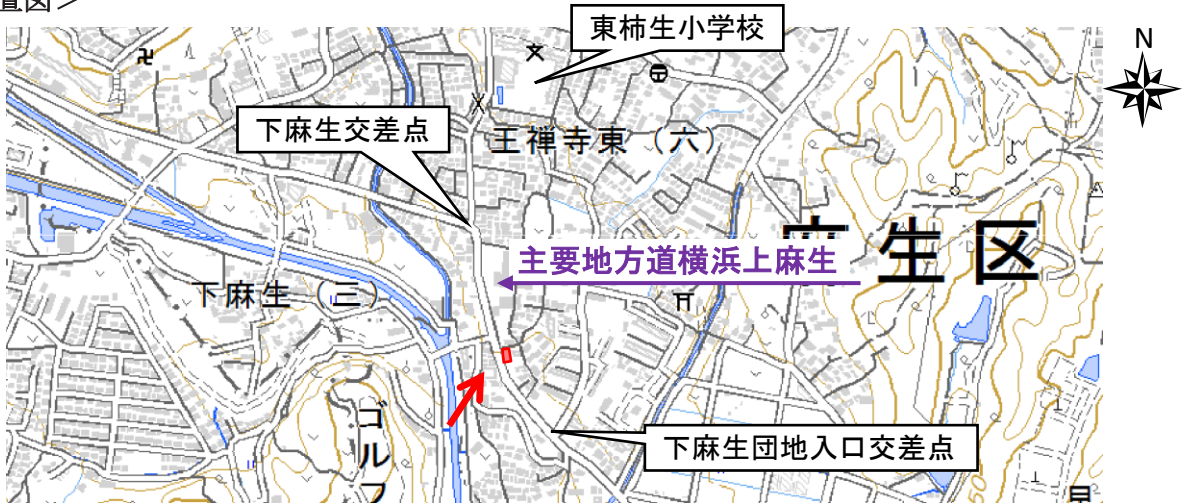 置図＞
東柿生小学校
N
下麻生交差点
王禅寺東（六）
麻生区
主要地方道横浜上麻生
下麻生（三）
ゴルフ
下麻生団地入口交差点
50